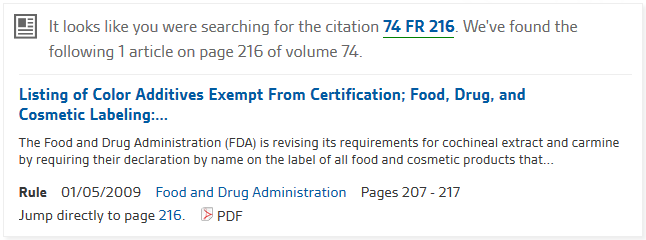 It looks like you were searching for the citation 74 FR 216. We've found the
following 1 article on page 216 of volume 74.
Listing of Color Additives Exempt From Certification; Food, Drug, and
Cosmetic Labeling:...
The Food and Drug Administration (FDA) is revising its requirements for cochineal extract and carmine
by requiring their declaration by name on the label of all food and cosmetic products that...
Rule 01/05/2009 Food and Drug Administration Pages 207 - 217
Jump directly to page 216. PDF